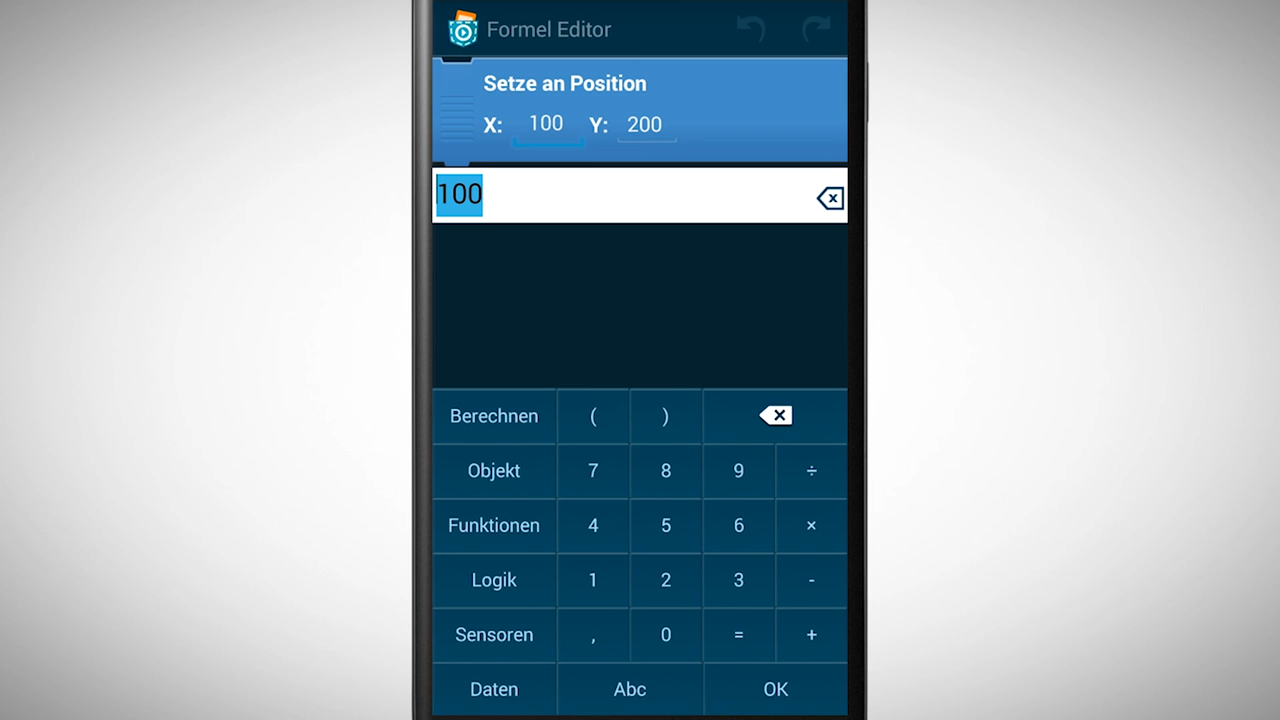 Formel Editor
Setze an Position
X: 100 Y: 200
100
Berechnen ( )
Objekt 7 8 9 ÷
Funktionen 4 5 6 ×
Logik 1 2 3 -
Sensoren , 0 = +
Daten Abc OK